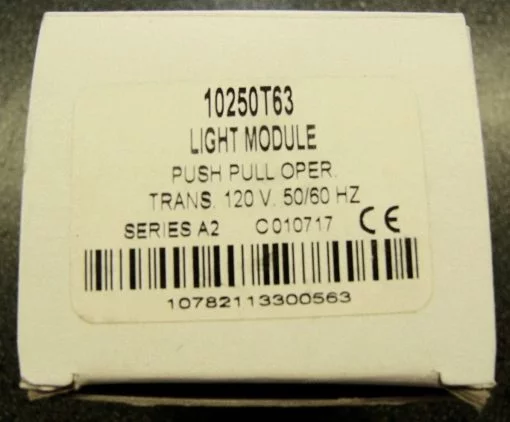 10250T63
LIGHT MODULE
PUSH PULL OPER.
TRANS. 120 V. 50/60 HZ
SERIES A2 C010717 CE
10782113300563